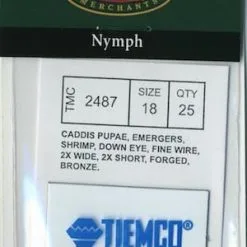 MERCHANTS
Nymph
TMC 2487 SIZE 18 QTY 25
CADDIS PUPAE, EMERGERS,
SHRIMP, DOWN EYE, FINE WIRE,
2X WIDE, 2X SHORT, FORGED,
BRONZE.
TIEMCO